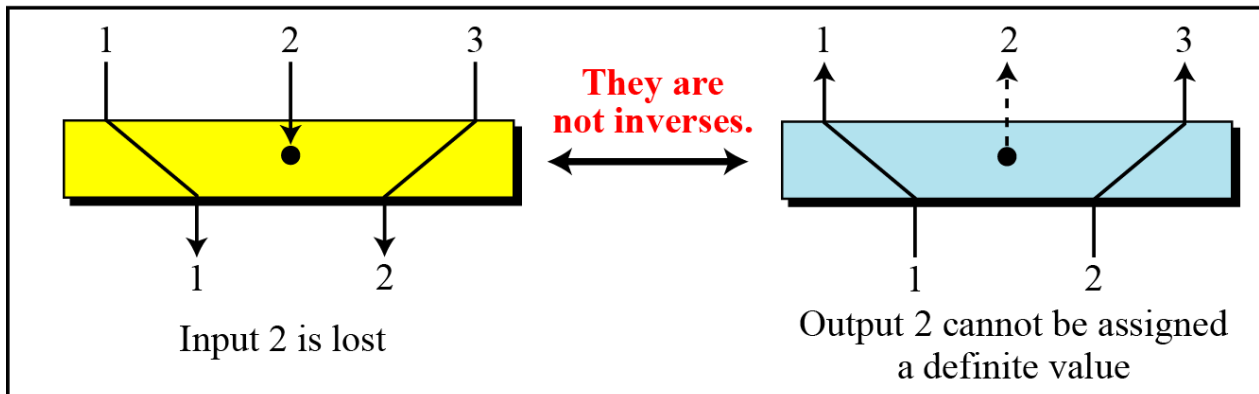 1 2 3
1 2
Input 2 is lost
They are
not inverses.
1 2 3
1 2
Output 2 cannot be assigned
a definite value